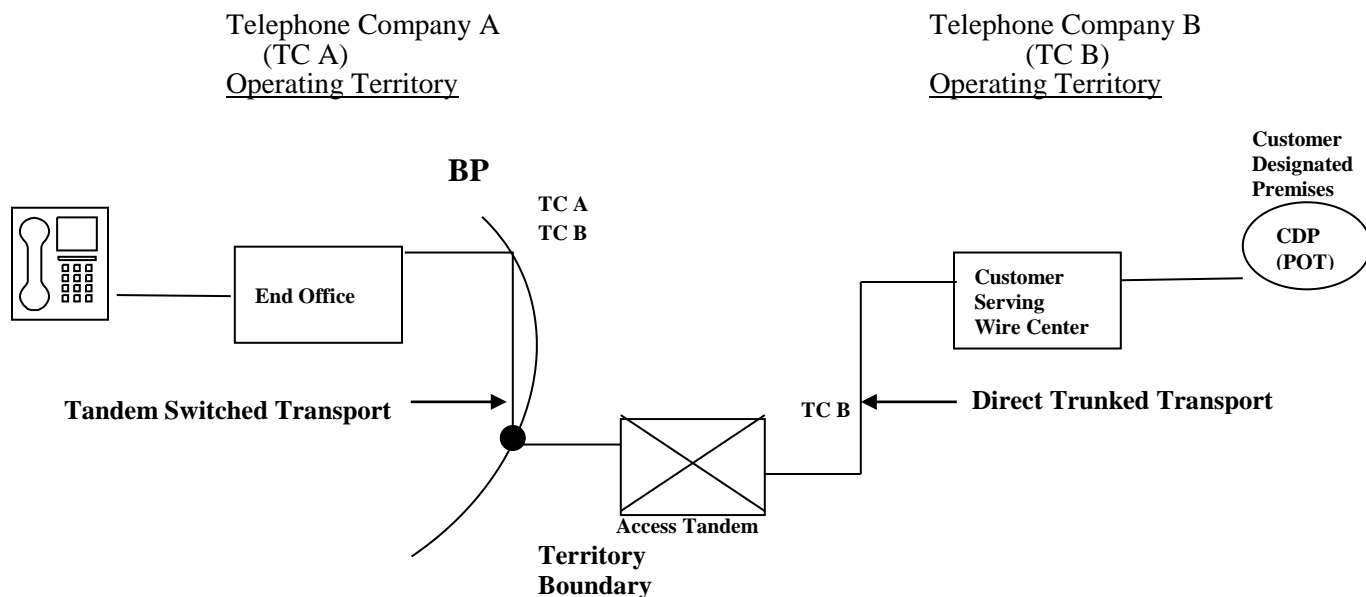 Telephone Company A
(TC A)
Operating Territory
Telephone Company B
(TC B)
Operating Territory
Customer
Designated
Premises
BP
TC A
TC B
CDP
(POT)
End Office
Customer
Serving
Wire Center
Tandem Switched Transport
TC B
Direct Trunked Transport
Access Tandem
Territory
Boundary